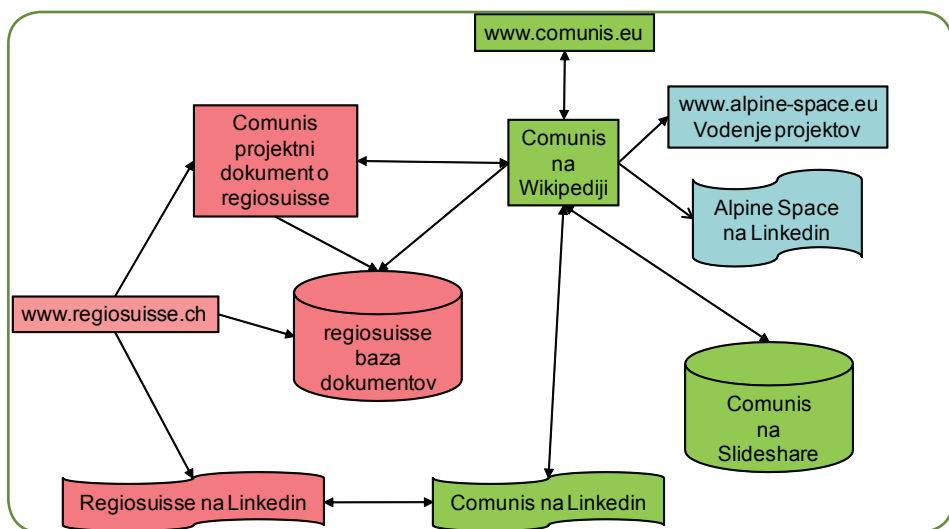 www.comunis.eu
Comunis
projektni
dokument o
regiosuisse
Comunis
na
Wikipediji
www.alpine-space.eu
Vodenje projektov
Alpine Space
na Linkedin
www.regiosuisse.ch
regiosuisse
baza
dokumentov
Comunis
na
Slideshare
Regiosuisse na Linkedin
Comunis na Linkedin